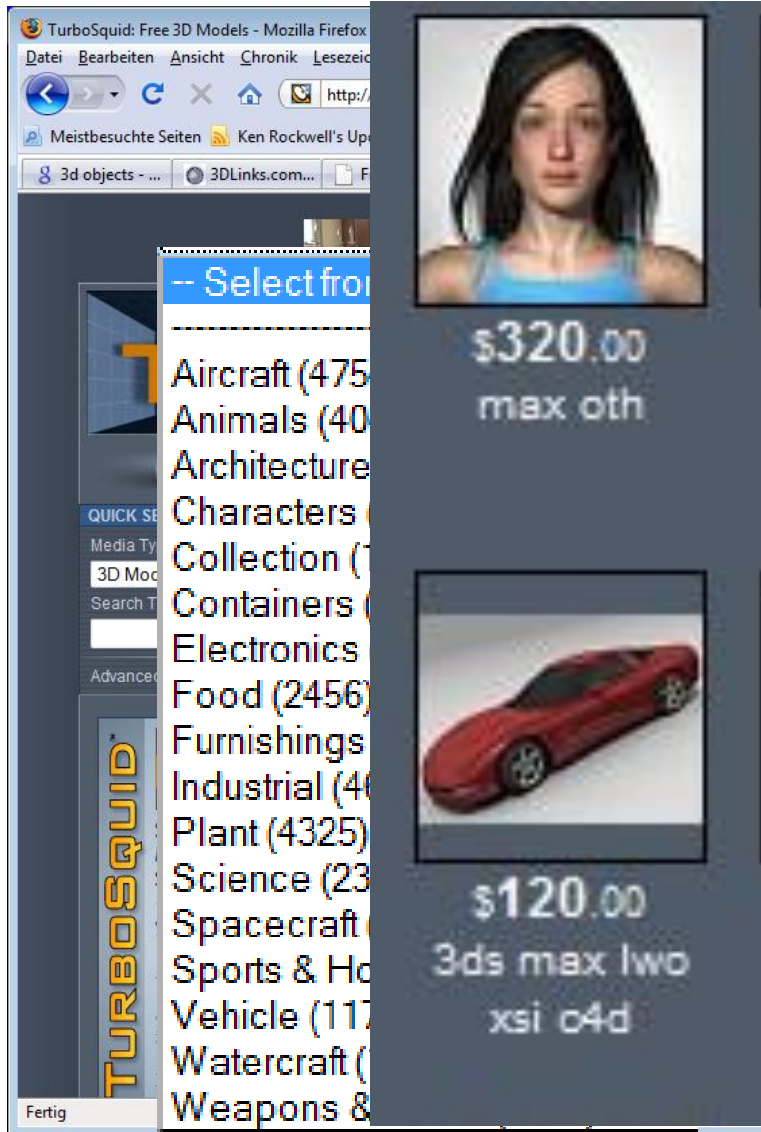 TurboSquid: Free 3D Models - Mozilla Firefox
Datei Bearbeiten Ansicht Chronik Lesezeic
http:/
Meistbesuchte Seiten Ken Rockwell's Up
3d objects - ... 3DLinks.com... F
-- Select from
--------------------
Aircraft (475
Animals (40
Architecture
Characters (
Collection (
Containers (
Electronics
Food (2456)
Furnishings
Industrial (4
Plant (4325)
Science (23
Spacecraft (
Sports & Ho
Vehicle (117
Watercraft (
Weapons &
T
QUICK SE
Media Ty
3D Mod
Search T
Advanced
TURBOSQUID
Fertig
$320.00
max oth
$120.00
3ds max lwo
xsi c4d